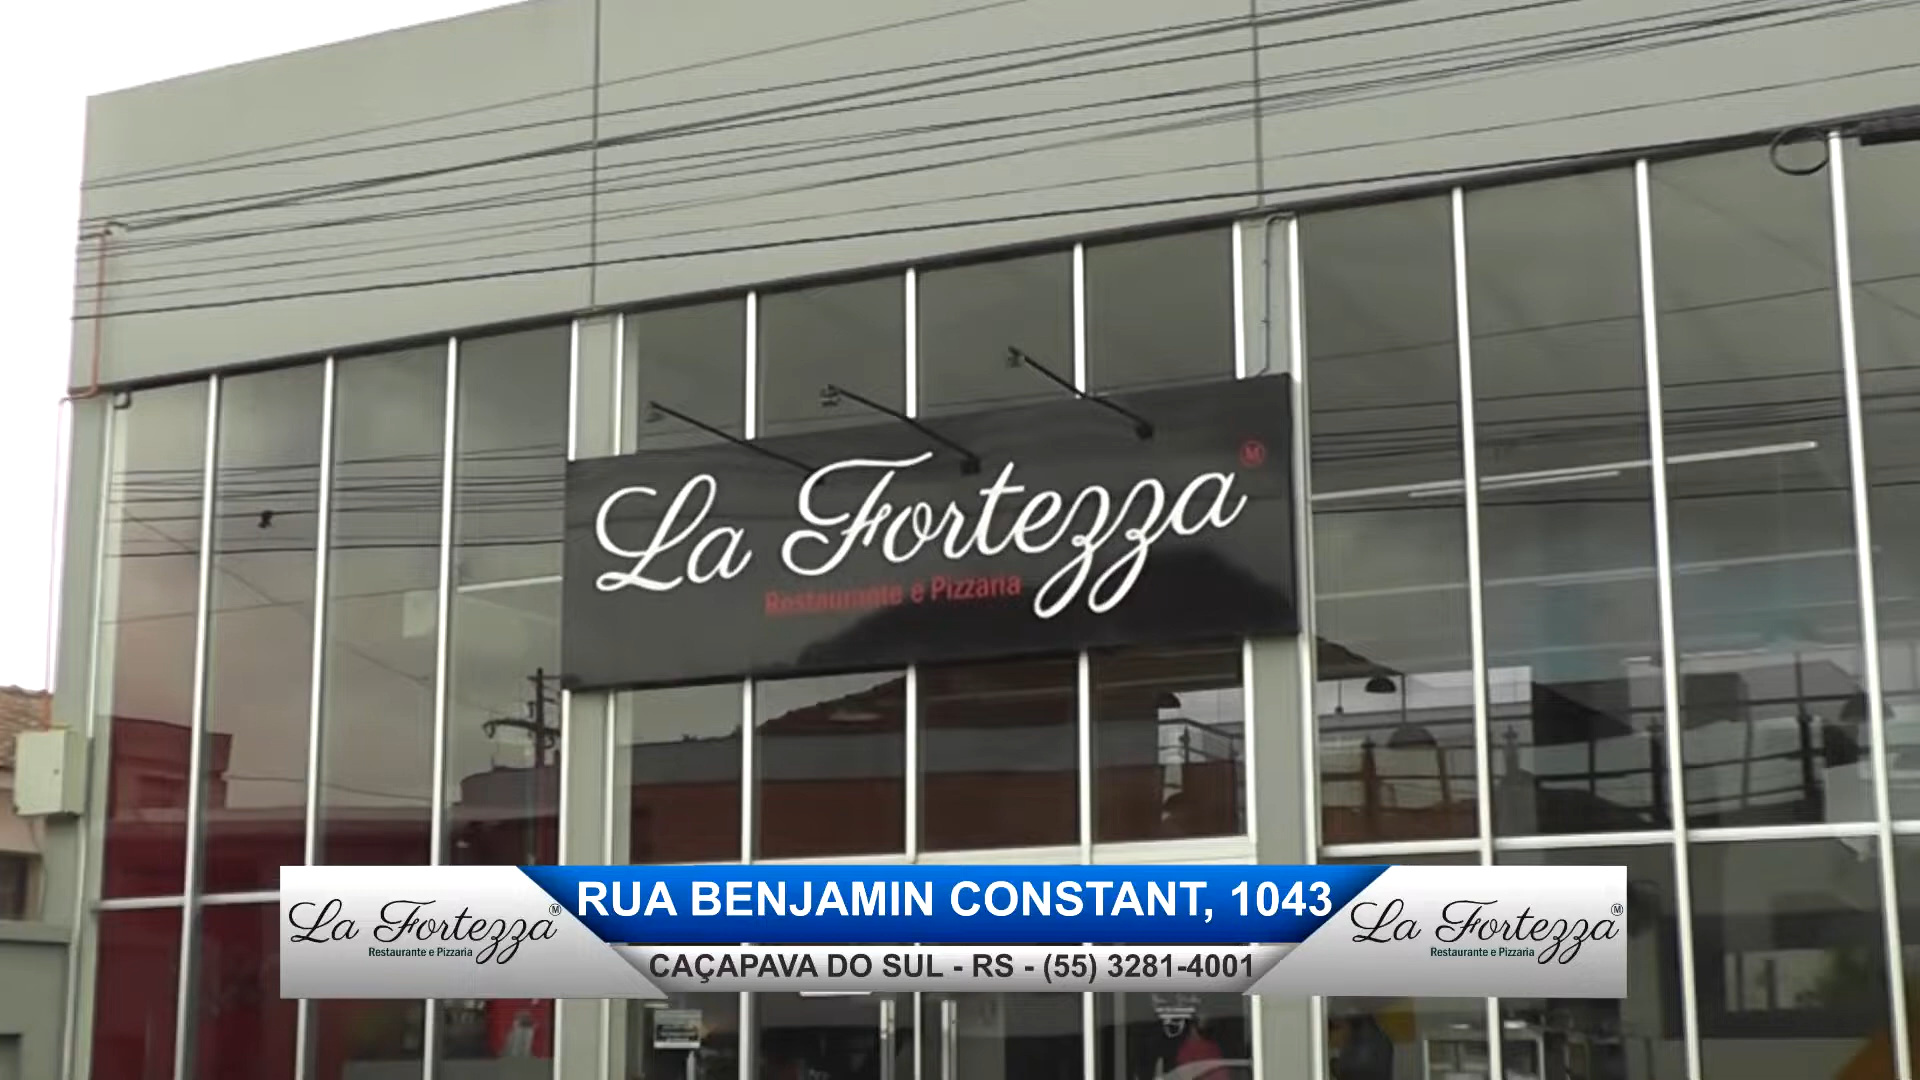 La Fortezza
M
Restaurante e Pizzaria
RUA BENJAMIN CONSTANT, 1043
La Fortezza M
Restaurante e Pizzaria
CAÇAPAVA DO SUL - RS - (55) 3281-4001
La Fortezza M
Restaurante e Pizzaria